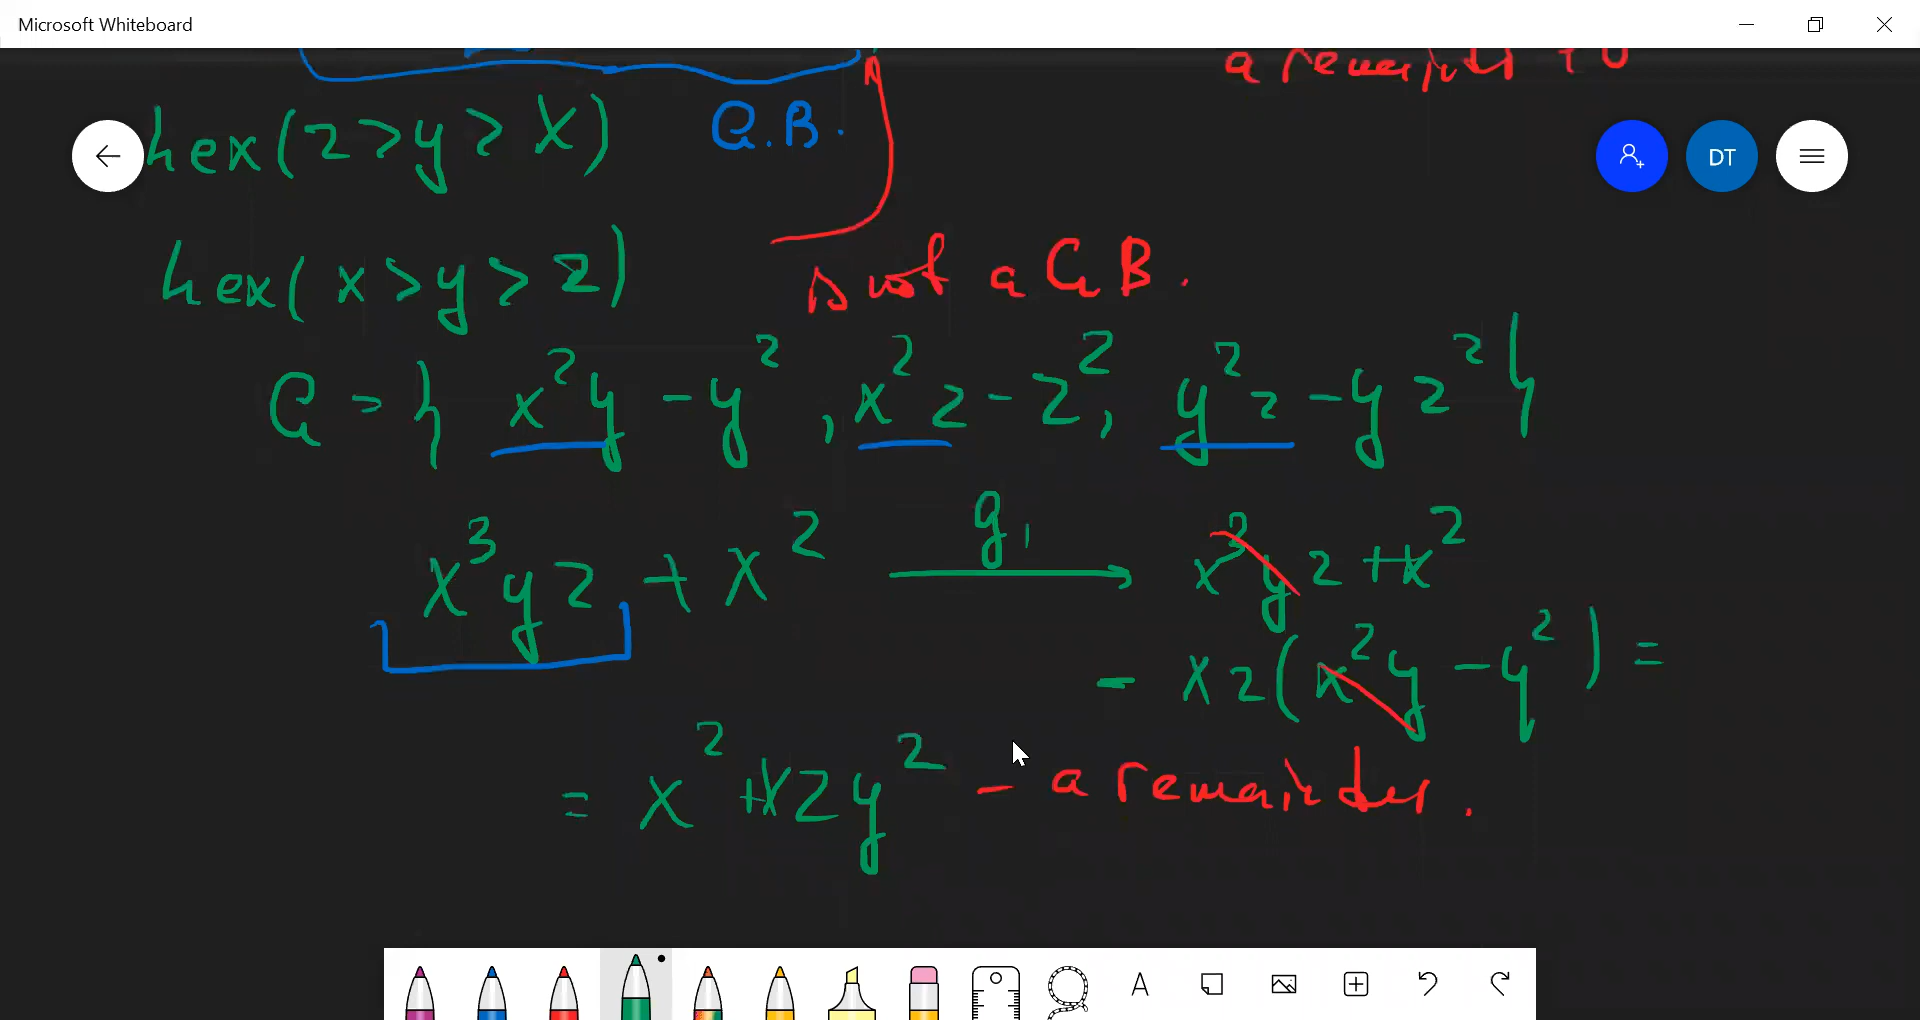 Microsoft Whiteboard
a remainder ≠ 0
lex(z > y > x) G.B.
lex(x > y > z) is not a GB.
G = { x²y - y², x²z - z², y²z - yz² }
x³yz + x² → g₁ x³yz + x²
- xz(x²y - y²) =
= x² + xzy² - a remainder.
DT
A